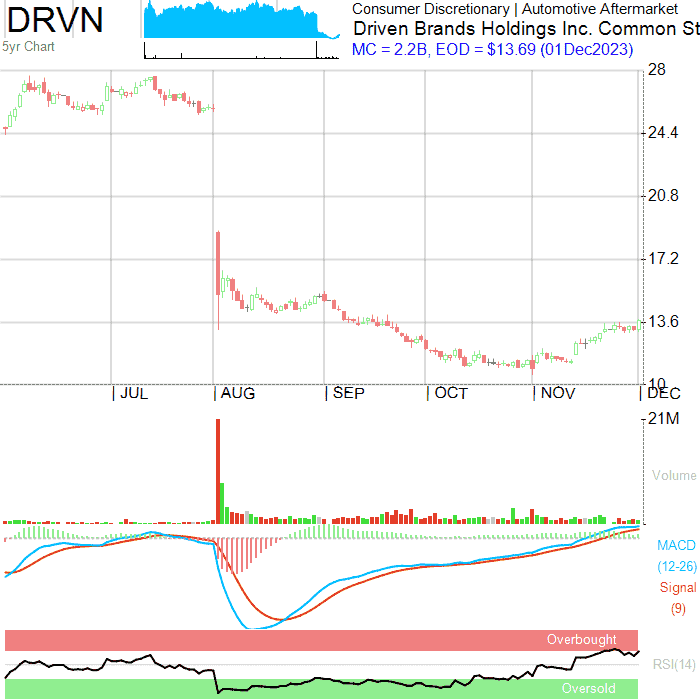 DRVN
5yr Chart
Consumer Discretionary | Automotive Aftermarket
Driven Brands Holdings Inc. Common St
MC = 2.2B, EOD = $13.69 (01Dec2023)
28
24.4
20.8
17.2
13.6
10
JUL AUG SEP OCT NOV DEC
21M
Volume
MACD
(12-26)
Signal
(9)
Overbought
RSI(14)
Oversold